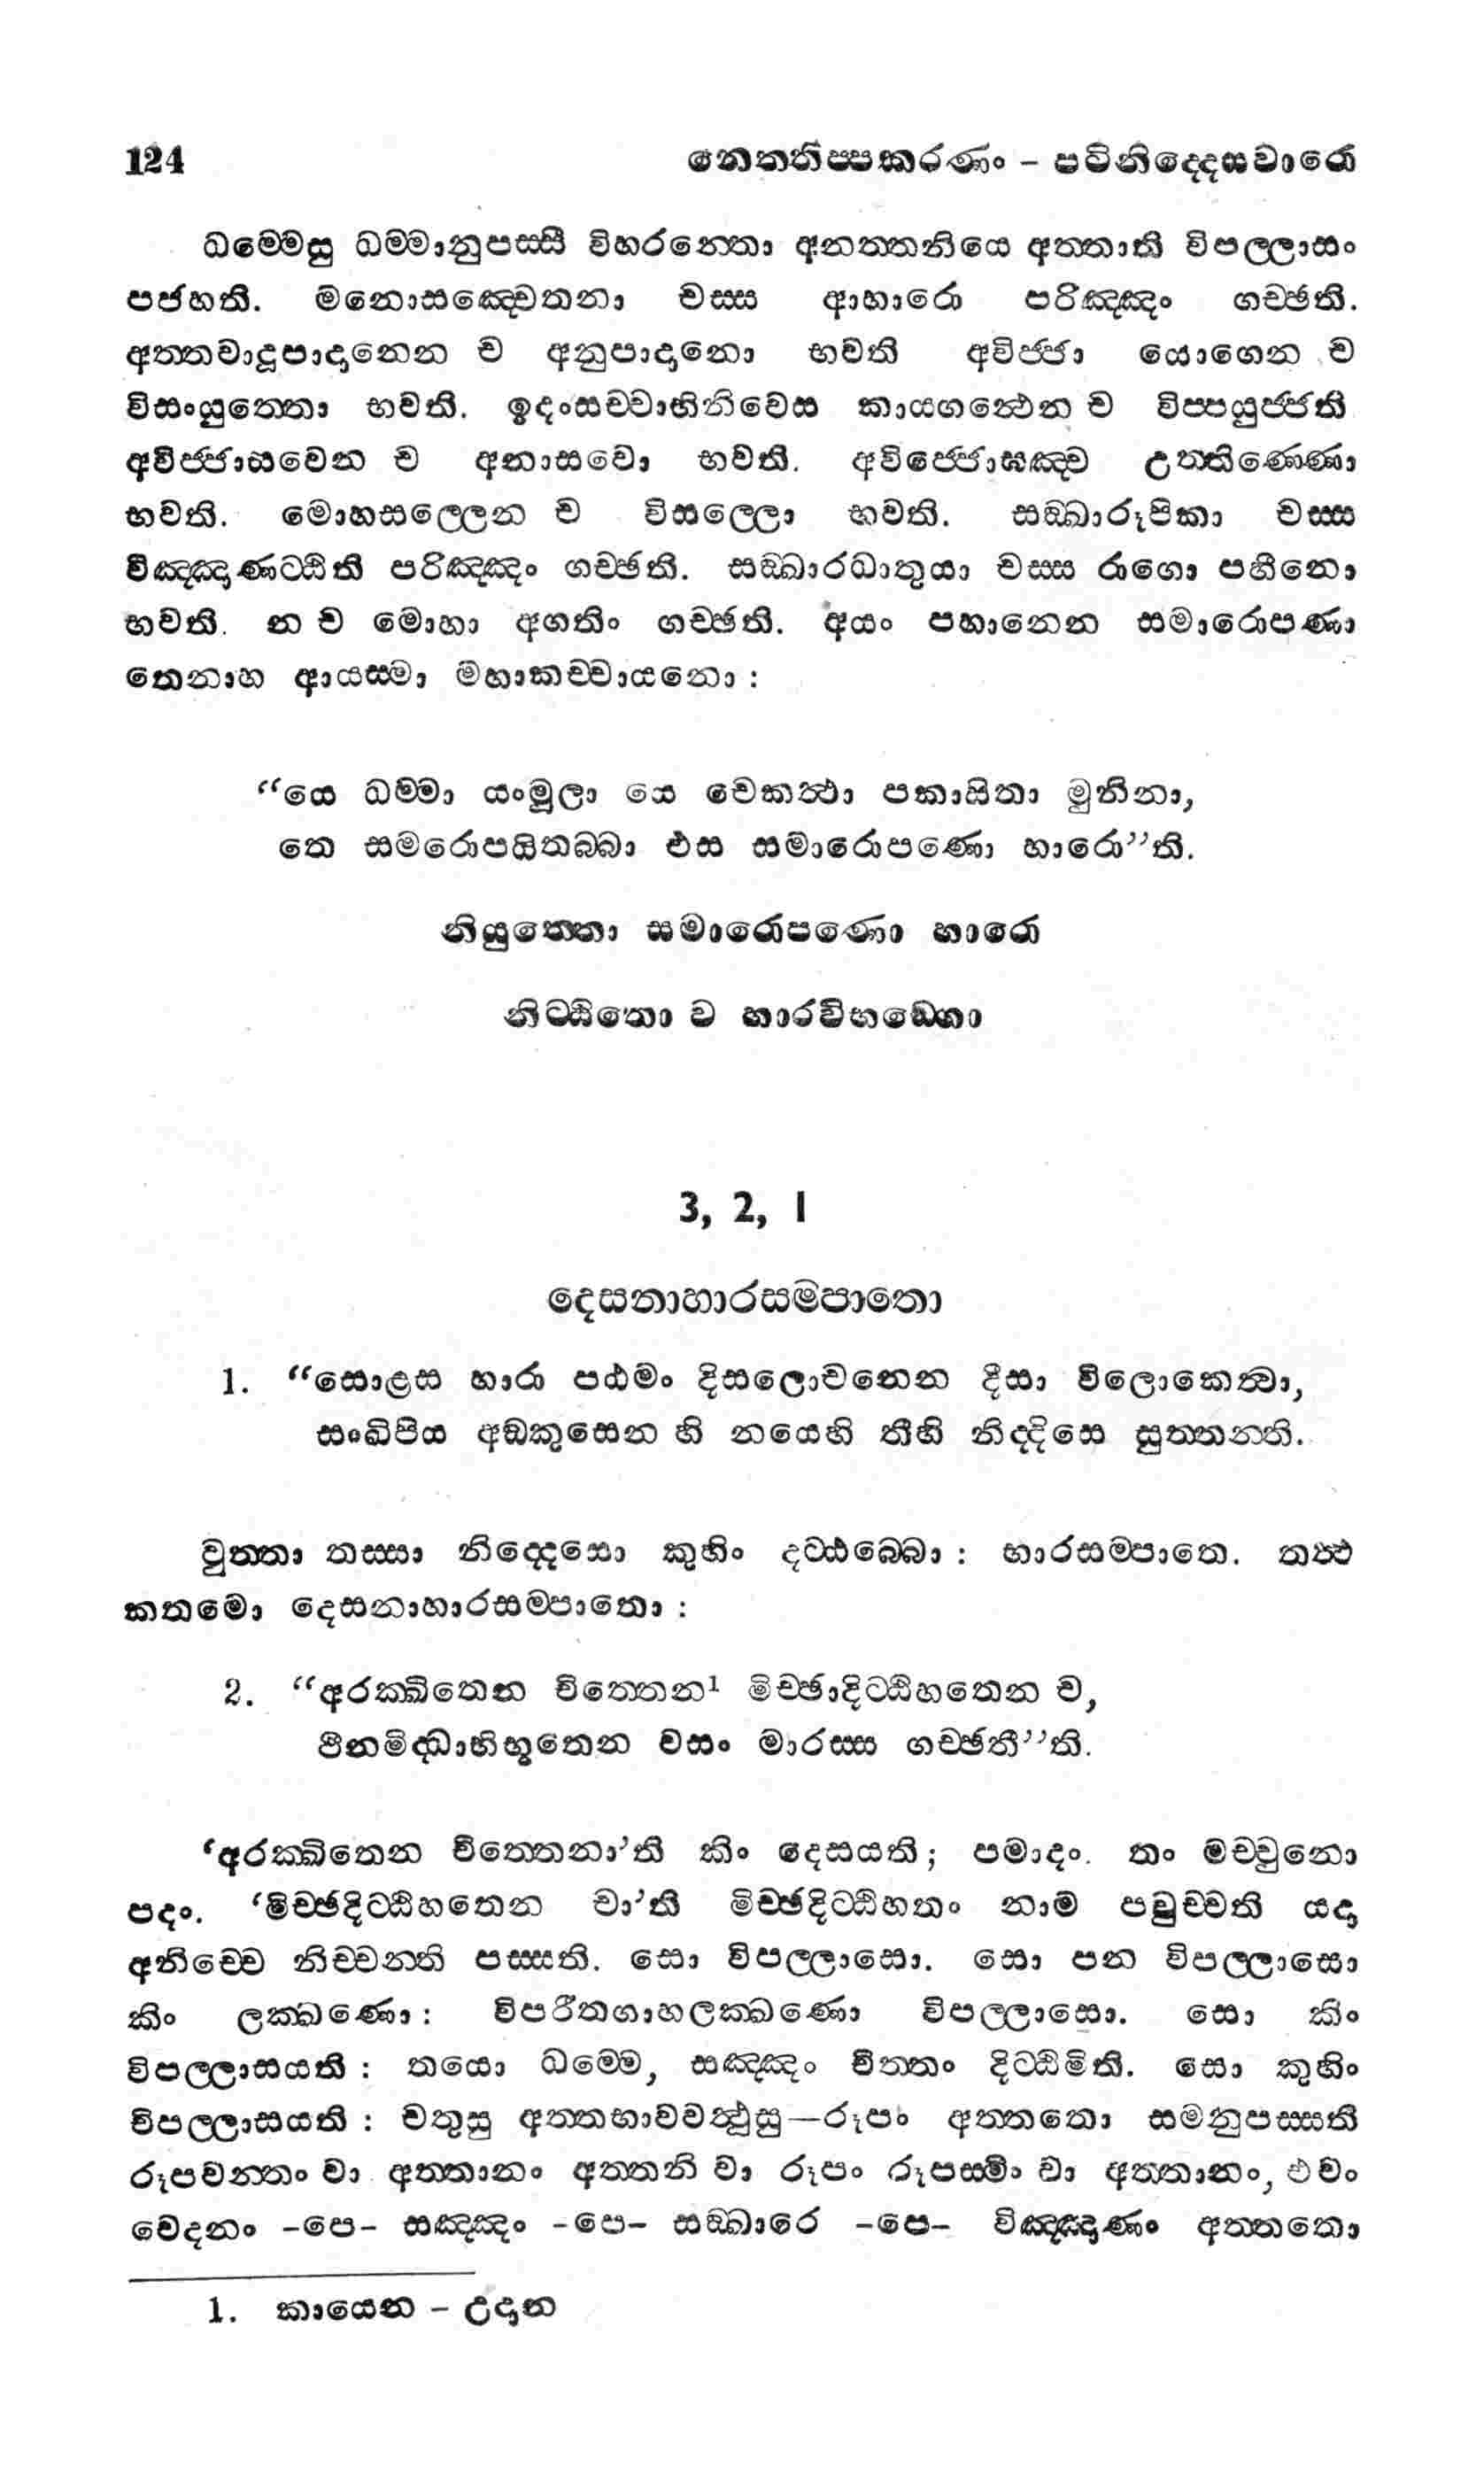 124 නෙත‍්තිප‍්පකරණං - පටිනිද‍්දෙසවාරො
ධම‍්මෙසු ධම‍්මානුපස‍්සී විහරන‍්තො අනත‍්තනියෙ අත‍්තාති විපල‍්ලාසං
පජහති. මනොසඤ‍්චෙතනා චස‍්ස ආහාරො පරිඤ‍්ඤං ගච‍්ඡති.
අත‍්තවාදූපාදානෙන ච අනුපාදානො භවති අවිජ‍්ජා යොගෙන ච
විසංයුත‍්තො භවති. ඉදංසච‍්චාභිනිවෙස කායගන්‍ථෙන ච විප‍්පයුජ‍්ජති
අවිජ‍්ජාසවෙන ච අනාසවො භවති. අවිජ‍්ජොඝඤ‍්ච උත‍්තිණ‍්ණො
භවති. මොහසල‍්ලෙන ච විසල‍්ලො භවති. සඞ‍්ඛාරූපිකා චස‍්ස
විඤ‍්ඤාණට‍්ඨිති පරිඤ‍්ඤං ගච‍්ඡති. සඞ‍්ඛාරධාතුයා චස‍්ස රාගො පහීනො
භවති. න ච මොහා අගතිං ගච‍්ඡති. අයං පහානෙන සමාරොපණා
තෙනාහ ආයස‍්මා මහාකච‍්චායනො :
“යෙ ධම‍්මා යංමූලා යෙ චෙකත්‍ථා පකාසිතා මුනිනා,
තෙ සමරොපයිතබ‍්බා එස සමාරොපණො හාරො”ති.
නියුත‍්තො සමාරොපණො හාරො
නිට‍්ඨිතො ච හාරවිභඞ‍්ගො
3, 2, 1
දෙසනාහාරසම‍්පාතො
1. “සොළස හාරා පඨමං දිසලොචනෙන දිසා විලොකෙත්‍වා,
සංඛිපිය අඞ‍්කුසෙන හි නයෙහි තීහි නිද‍්දිසෙ සුත‍්තන‍්ති.
වුත‍්තා තස‍්සා නිද‍්දෙසො කුහිං දට‍්ඨබ‍්බො : භාරසම‍්පාතෙ. තත්‍ථ
කතමො දෙසනාහාරසම‍්පාතො :
2. “අරක‍්ඛිතෙන චිත‍්තෙන¹ මිච‍්ඡාදිට‍්ඨිහතෙන ච,
ථිනමිද‍්ධාභිභූතෙන වසං මාරස‍්ස ගච‍්ඡතී”ති.
‘අරක‍්ඛිතෙන චිත‍්තෙනා’ති කිං දෙසයති; පමාදං. තං මච‍්චුනො
පදං. ‘මිච‍්ඡාදිට‍්ඨිහතෙන චා’ති මිච‍්ඡාදිට‍්ඨිහතං නාම පවුච‍්චති යදා
අනිච‍්චෙ නිච‍්චන‍්ති පස‍්සති. සො විපල‍්ලාසො. සො පන විපල‍්ලාසො
කිං ලක‍්ඛණො : විපරීතගාහලක‍්ඛණො විපල‍්ලාසො. සො කිං
විපල‍්ලාසයති : තයො ධම‍්මෙ, සඤ‍්ඤං චිත‍්තං දිට‍්ඨිමිති. සො කුහිං
විපල‍්ලාසයති : චතුසු අත‍්තභාවවත්‍ථුසු—රූපං අත‍්තතො සමනුපස‍්සති
රූපවන‍්තං වා අත‍්තානං අත‍්තනි වා රූපං රූපස‍්මිං වා අත‍්තානං, එවං
වෙදනං -පෙ- සඤ‍්ඤං -පෙ- සඞ‍්ඛාරෙ -පෙ- විඤ‍්ඤාණං අත‍්තතො
1. කායෙන - උදාන